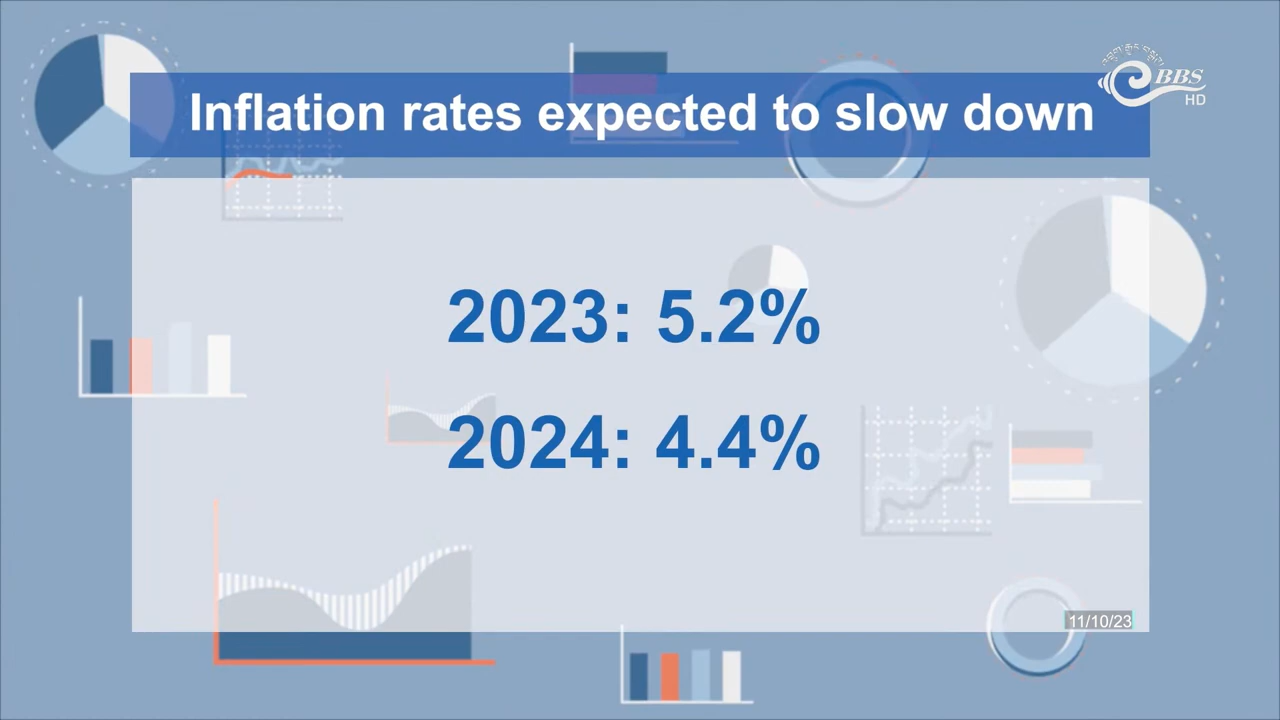 Inflation rates expected to slow down
BBS
HD
2023: 5.2%
2024: 4.4%
11/10/23